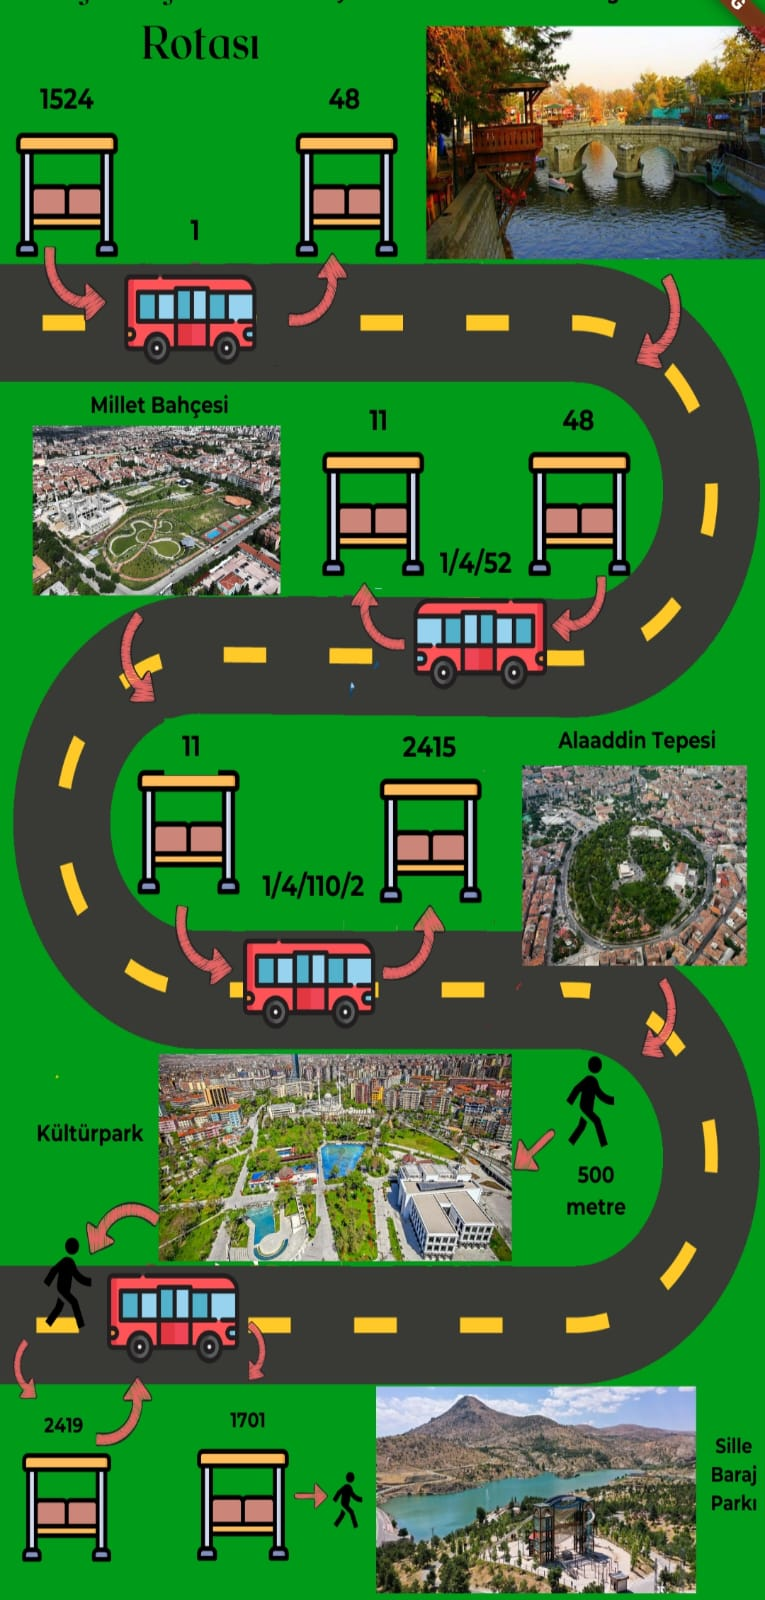 Rotası
1524
48
1
Millet Bahçesi
11
48
1/4/52
11
2415
Alaaddin Tepesi
1/4/110/2
Kültürpark
500
metre
2419
1701
Sille
Baraj
Parkı